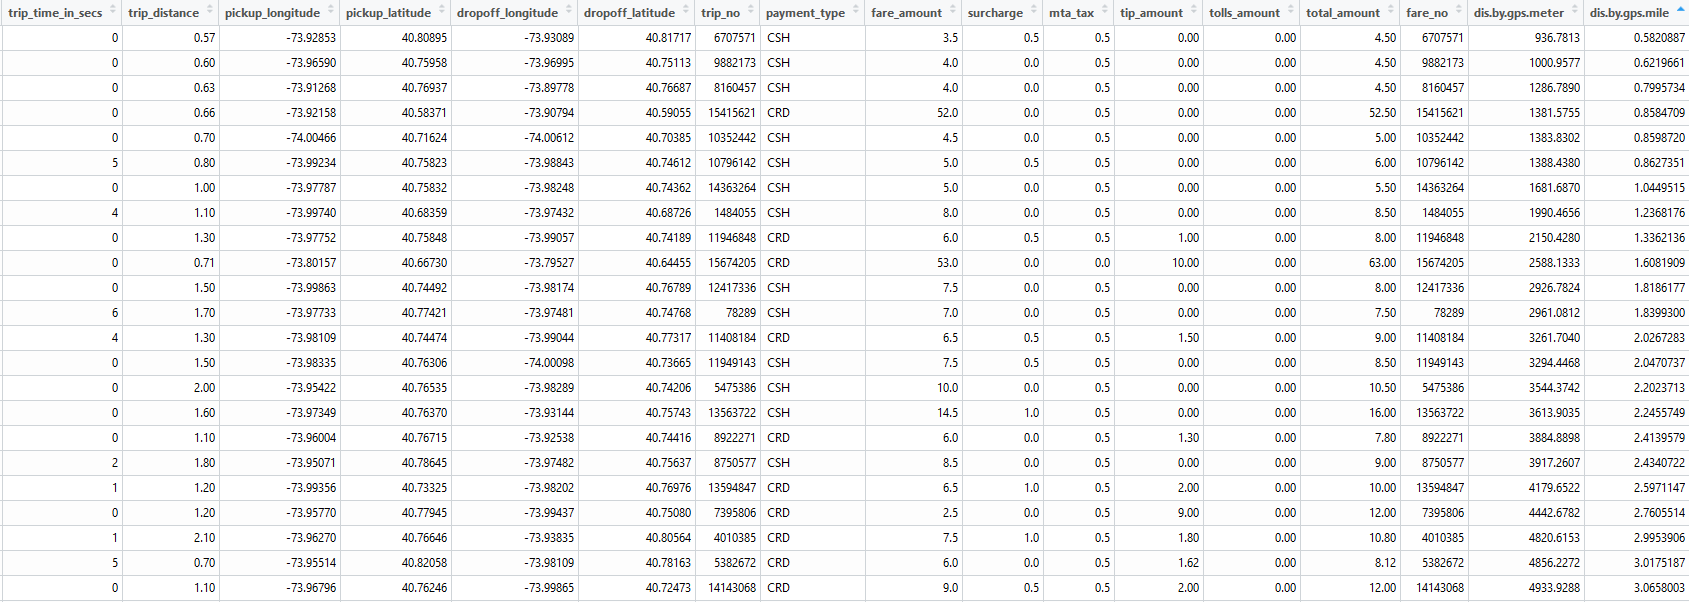 trip_time_in_secs trip_distance pickup_longitude pickup_latitude dropoff_longitude dropoff_latitude trip_no payment_type fare_amount surcharge mta_tax tip_amount tolls_amount total_amount fare_no dis.by.gps.meter dis.by.gps.mile
0 0.57 -73.92853 40.80895 -73.93089 40.81717 6707571 CSH 3.5 0.5 0.5 0.00 0.00 4.50 6707571 936.7813 0.5820887
0 0.60 -73.96590 40.75958 -73.96995 40.75113 9882173 CSH 4.0 0.0 0.5 0.00 0.00 4.50 9882173 1000.9577 0.6219661
0 0.63 -73.91268 40.76937 -73.89778 40.76687 8160457 CSH 4.0 0.0 0.5 0.00 0.00 4.50 8160457 1286.7890 0.7995734
0 0.66 -73.92158 40.58371 -73.90794 40.59055 15415621 CRD 52.0 0.0 0.5 0.00 0.00 52.50 15415621 1381.5755 0.8584709
0 0.70 -74.00466 40.71624 -74.00612 40.70385 10352442 CSH 4.5 0.0 0.5 0.00 0.00 5.00 10352442 1383.8302 0.8598720
5 0.80 -73.99234 40.75823 -73.98843 40.74612 10796142 CSH 5.0 0.5 0.5 0.00 0.00 6.00 10796142 1388.4380 0.8627351
0 1.00 -73.97787 40.75832 -73.98248 40.74362 14363264 CSH 5.0 0.0 0.5 0.00 0.00 5.50 14363264 1681.6870 1.0449515
4 1.10 -73.99740 40.68359 -73.97432 40.68726 1484055 CSH 8.0 0.0 0.5 0.00 0.00 8.50 1484055 1990.4656 1.2368176
0 1.30 -73.97752 40.75848 -73.99057 40.74189 11946848 CRD 6.0 0.5 0.5 1.00 0.00 8.00 11946848 2150.4280 1.3362136
0 0.71 -73.80157 40.66730 -73.79527 40.64455 15674205 CRD 53.0 0.0 0.0 10.00 0.00 63.00 15674205 2588.1333 1.6081909
0 1.50 -73.99863 40.74492 -73.98174 40.76789 12417336 CSH 7.5 0.0 0.5 0.00 0.00 8.00 12417336 2926.7824 1.8186177
6 1.70 -73.97733 40.77421 -73.97481 40.74768 78289 CSH 7.0 0.0 0.5 0.00 0.00 7.50 78289 2961.0812 1.8399300
4 1.30 -73.98109 40.74474 -73.99044 40.77317 11408184 CRD 6.5 0.5 0.5 1.50 0.00 9.00 11408184 3261.7040 2.0267283
0 1.50 -73.98335 40.76306 -74.00098 40.73665 11949143 CSH 7.5 0.5 0.5 0.00 0.00 8.50 11949143 3294.4468 2.0470737
0 2.00 -73.95422 40.76535 -73.98289 40.74206 5475386 CSH 10.0 0.0 0.5 0.00 0.00 10.50 5475386 3544.3742 2.2023713
0 1.60 -73.97349 40.76370 -73.93144 40.75743 13563722 CSH 14.5 1.0 0.5 0.00 0.00 16.00 13563722 3613.9035 2.2455749
0 1.10 -73.96004 40.76715 -73.92538 40.74416 8922271 CRD 6.0 0.0 0.5 1.30 0.00 7.80 8922271 3884.8898 2.4139579
2 1.80 -73.95071 40.78645 -73.97482 40.75637 8750577 CSH 8.5 0.0 0.5 0.00 0.00 9.00 8750577 3917.2607 2.4340722
1 1.20 -73.99356 40.73325 -73.98202 40.76976 13594847 CRD 6.5 1.0 0.5 2.00 0.00 10.00 13594847 4179.6522 2.5971147
0 1.20 -73.95770 40.77945 -73.99437 40.75080 7395806 CRD 2.5 0.0 0.5 9.00 0.00 12.00 7395806 4442.6782 2.7605514
1 2.10 -73.96270 40.76646 -73.93835 40.80564 4010385 CRD 7.5 1.0 0.5 1.80 0.00 10.80 4010385 4820.6153 2.9953906
5 0.70 -73.95514 40.82058 -73.98109 40.78163 5382672 CRD 6.0 0.0 0.5 1.62 0.00 8.12 5382672 4856.2272 3.0175187
0 1.10 -73.96796 40.76246 -73.99865 40.72473 14143068 CRD 9.0 0.5 0.5 2.00 0.00 12.00 14143068 4933.9288 3.0658003